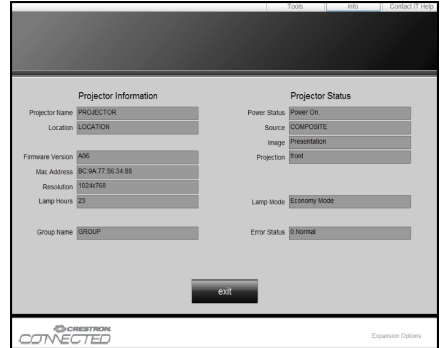 Tools Info Contact IT Help
Projector Information
Projector Name PROJECTOR
Location LOCATION
Firmware Version A06
Mac Address BC:9A:77:56:34:88
Resolution 1024x768
Lamp Hours 23
Group Name GROUP
Projector Status
Power Status Power On.
Source COMPOSITE
Image Presentation
Projection front
Lamp Mode Economy Mode
Error Status 0:Normal
exit
CRESTRON
CONNECTED
Expansion Options